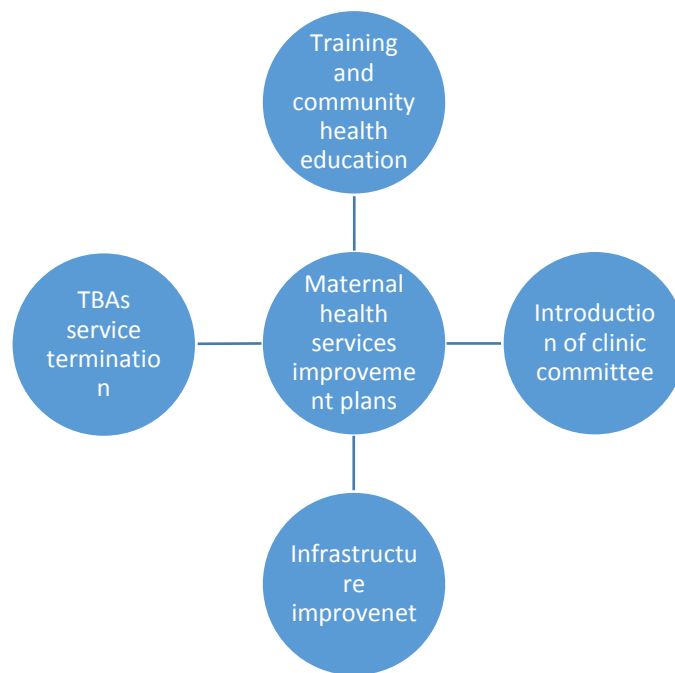 Training
and
community
health
education
TBAs
service
terminatio
n
Maternal
health
services
improveme
nt plans
Introductio
n of clinic
committee
Infrastructu
re
improvenet